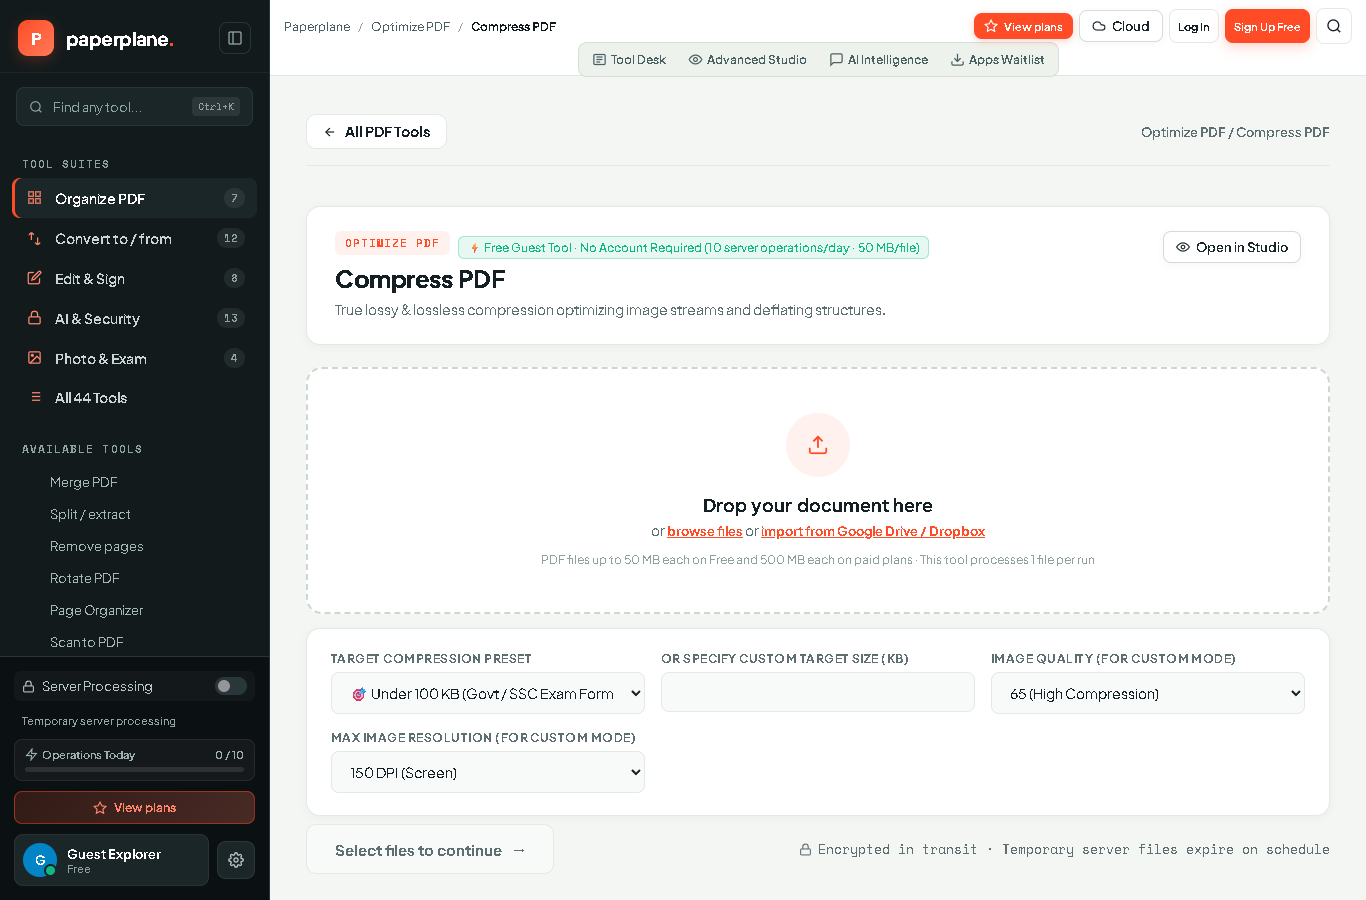 P paperplane.
Find any tool... Ctrl+K
TOOL SUITES
Organize PDF 7
Convert to / from 12
Edit & Sign 8
AI & Security 13
Photo & Exam 4
All 44 Tools
AVAILABLE TOOLS
Merge PDF
Split / extract
Remove pages
Rotate PDF
Page Organizer
Scan to PDF
Server Processing
Temporary server processing
Operations Today 0 / 10
View plans
G Guest Explorer
Free
Paperplane / Optimize PDF / Compress PDF
View plans Cloud Log In Sign Up Free
Tool Desk Advanced Studio AI Intelligence Apps Waitlist
← All PDF Tools
Optimize PDF / Compress PDF
OPTIMIZE PDF Free Guest Tool · No Account Required (10 server operations/day · 50 MB/file)
Open in Studio
Compress PDF
True lossy & lossless compression optimizing image streams and deflating structures.
Drop your document here
or browse files or import from Google Drive / Dropbox
PDF files up to 50 MB each on Free and 500 MB each on paid plans · This tool processes 1 file per run
TARGET COMPRESSION PRESET OR SPECIFY CUSTOM TARGET SIZE (KB) IMAGE QUALITY (FOR CUSTOM MODE)
🎯 Under 100 KB (Govt / SSC Exam Form 65 (High Compression)
MAX IMAGE RESOLUTION (FOR CUSTOM MODE)
150 DPI (Screen)
Select files to continue →
Encrypted in transit · Temporary server files expire on schedule